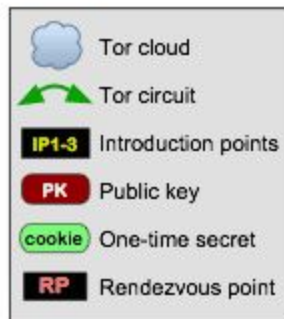 Tor cloud
Tor circuit
IP1-3 Introduction points
PK Public key
cookie One-time secret
RP Rendezvous point